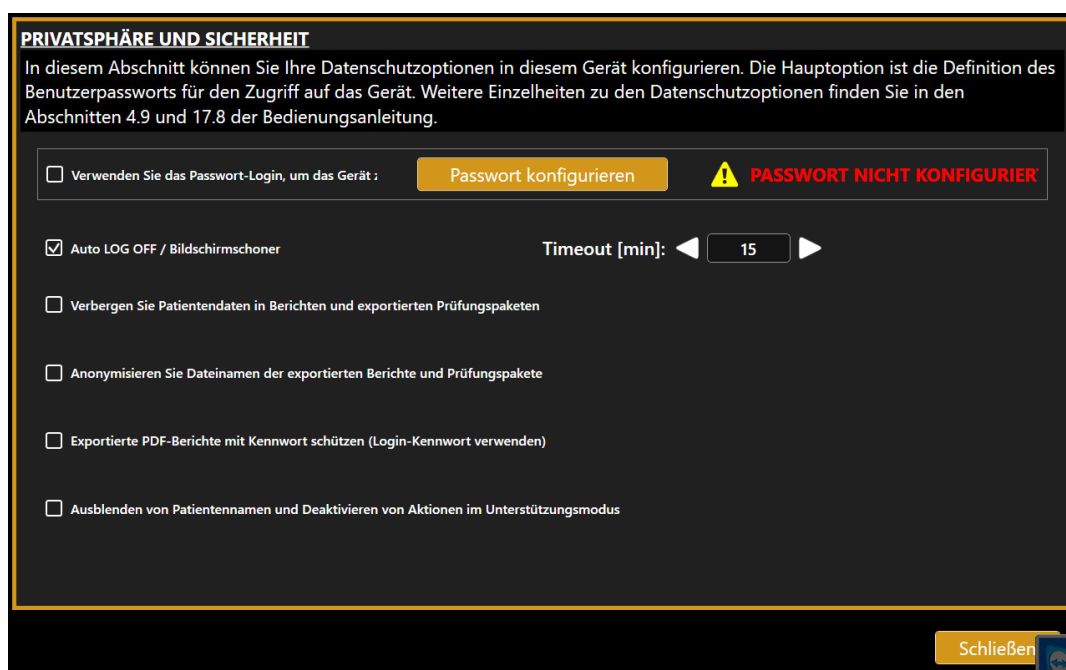 PRIVATSPHÄRE UND SICHERHEIT
In diesem Abschnitt können Sie Ihre Datenschutzoptionen in diesem Gerät konfigurieren. Die Hauptoption ist die Definition des
Benutzerpassworts für den Zugriff auf das Gerät. Weitere Einzelheiten zu den Datenschutzoptionen finden Sie in den
Abschnitten 4.9 und 17.8 der Bedienungsanleitung.
Verwenden Sie das Passwort-Login, um das Gerät Passwort konfigurieren PASSWORT NICHT KONFIGURIER
Auto LOG OFF / Bildschirmschoner Timeout [min]: 15
Verbergen Sie Patientendaten in Berichten und exportierten Prüfungspaketen
Anonymisieren Sie Dateinamen der exportierten Berichte und Prüfungspakete
Exportierte PDF-Berichte mit Kennwort schützen (Login-Kennwort verwenden)
Ausblenden von Patientennamen und Deaktivieren von Aktionen im Unterstützungsmodus
Schließen